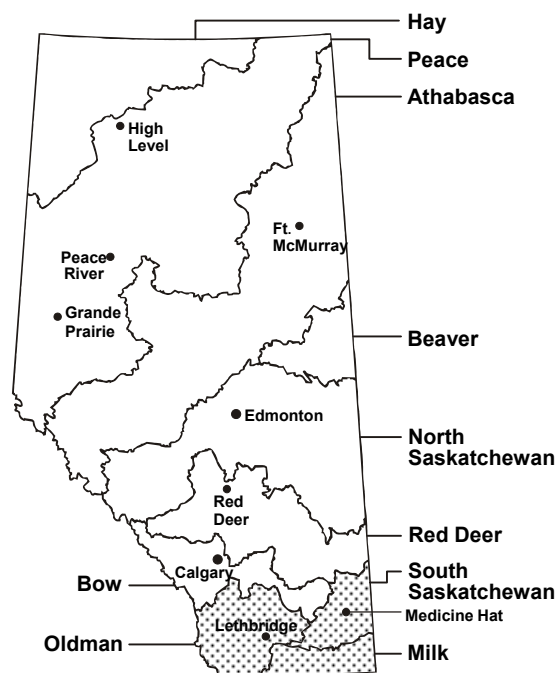 Hay
Peace
Athabasca
High
Level
Ft.
McMurray
Peace
River
Grande
Prairie
Beaver
Edmonton
North
Saskatchewan
Red
Deer
Red Deer
Calgary
South
Saskatchewan
Bow
Medicine Hat
Lethbridge
Oldman
Milk